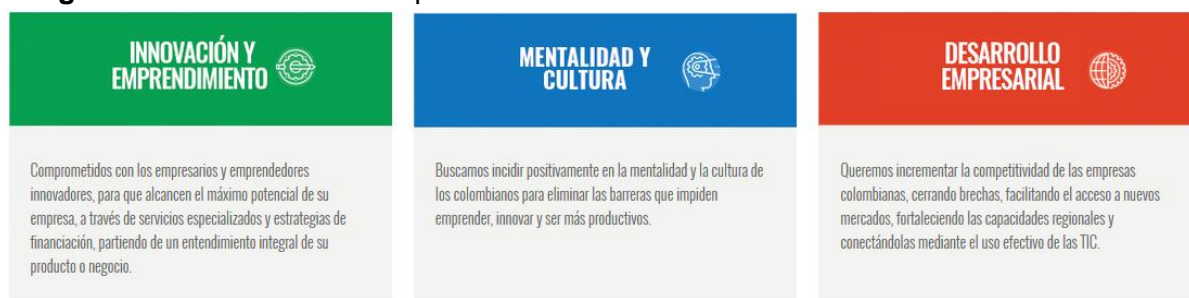 INNOVACIÓN Y
EMPRENDIMIENTO
Comprometidos con los empresarios y emprendedores
innovadores, para que alcancen el máximo potencial de su
empresa, a través de servicios especializados y estrategias de
financiación, partiendo de un entendimiento integral de su
producto o negocio.
MENTALIDAD Y
CULTURA
Buscamos incidir positivamente en la mentalidad y la cultura de
los colombianos para eliminar las barreras que impiden
emprender, innovar y ser más productivos.
DESARROLLO
EMPRESARIAL
Queremos incrementar la competitividad de las empresas
colombianas, cerrando brechas, facilitando el acceso a nuevos
mercados, fortaleciendo las capacidades regionales y
conectándolas mediante el uso efectivo de las TIC.